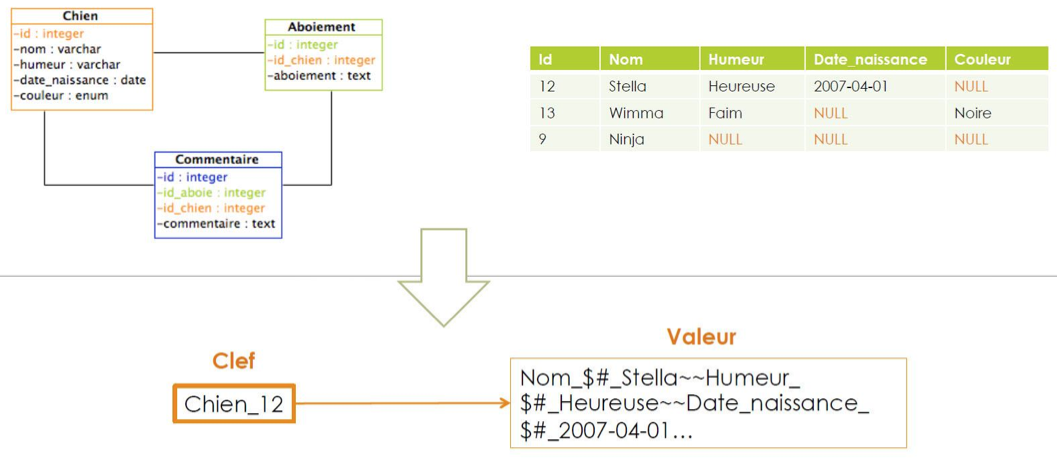 Chien
-id : integer
-nom : varchar
-humeur : varchar
-date_naissance : date
-couleur : enum
Aboiement
-id : integer
-id_chien : integer
-aboiement : text
Commentaire
-id : integer
-id_aboie : integer
-id_chien : integer
-commentaire : text
Id Nom Humeur Date_naissance Couleur
12 Stella Heureuse 2007-04-01 NULL
13 Wimma Faim NULL Noire
9 Ninja NULL NULL NULL
Clef
Chien_12
Valeur
Nom_$#_Stella~~Humeur_
$#_Heureuse~~Date_naissance_
$#_2007-04-01...